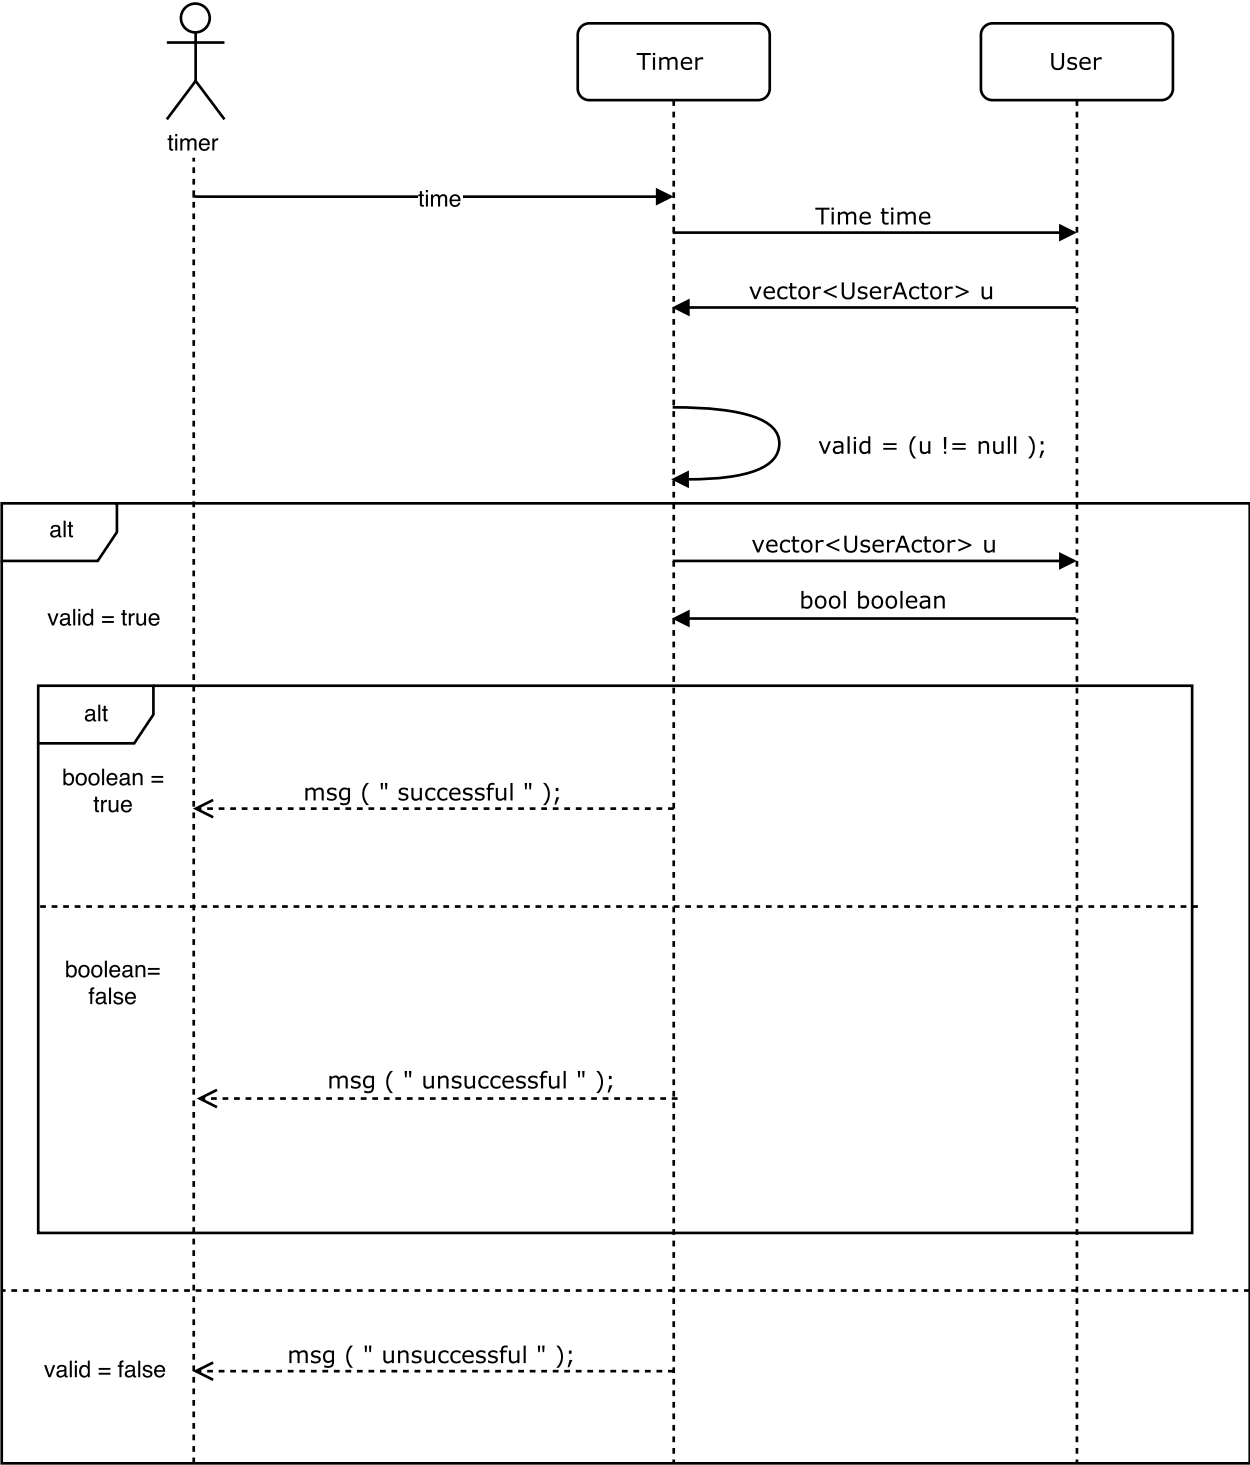 timer
Timer
User
time
Time time
vector<UserActor> u
valid = (u != null );
alt
vector<UserActor> u
bool boolean
valid = true
alt
boolean =
true
msg ( " successful " );
boolean=
false
msg ( " unsuccessful " );
valid = false
msg ( " unsuccessful " );